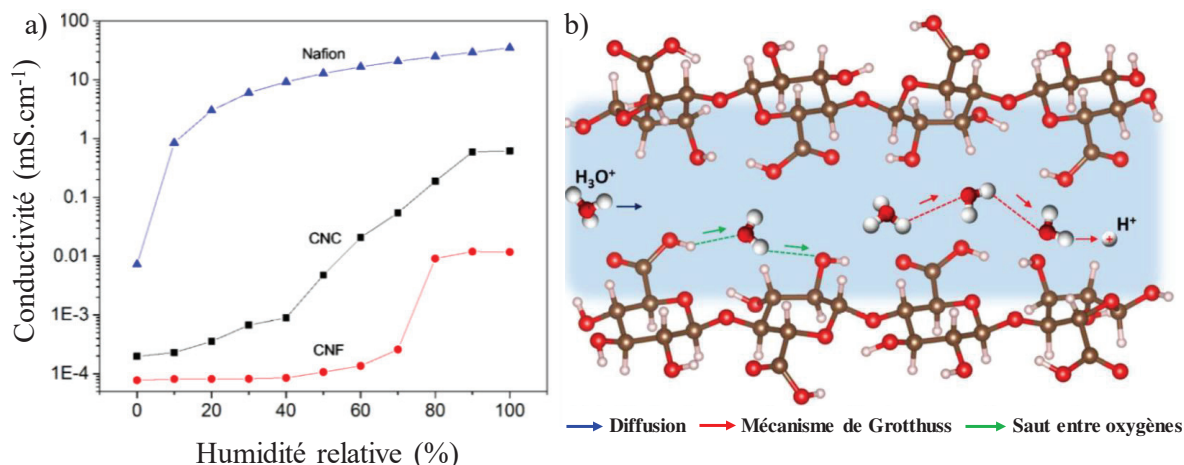 a)
Conductivité (mS.cm-1)
100
10
1
0.1
0.01
1E-3
1E-4
Nafion
CNC
CNF
0 20 40 60 80 100
Humidité relative (%)
b)
H3O+
H+
+
Diffusion Mécanisme de Grotthuss Saut entre oxygènes